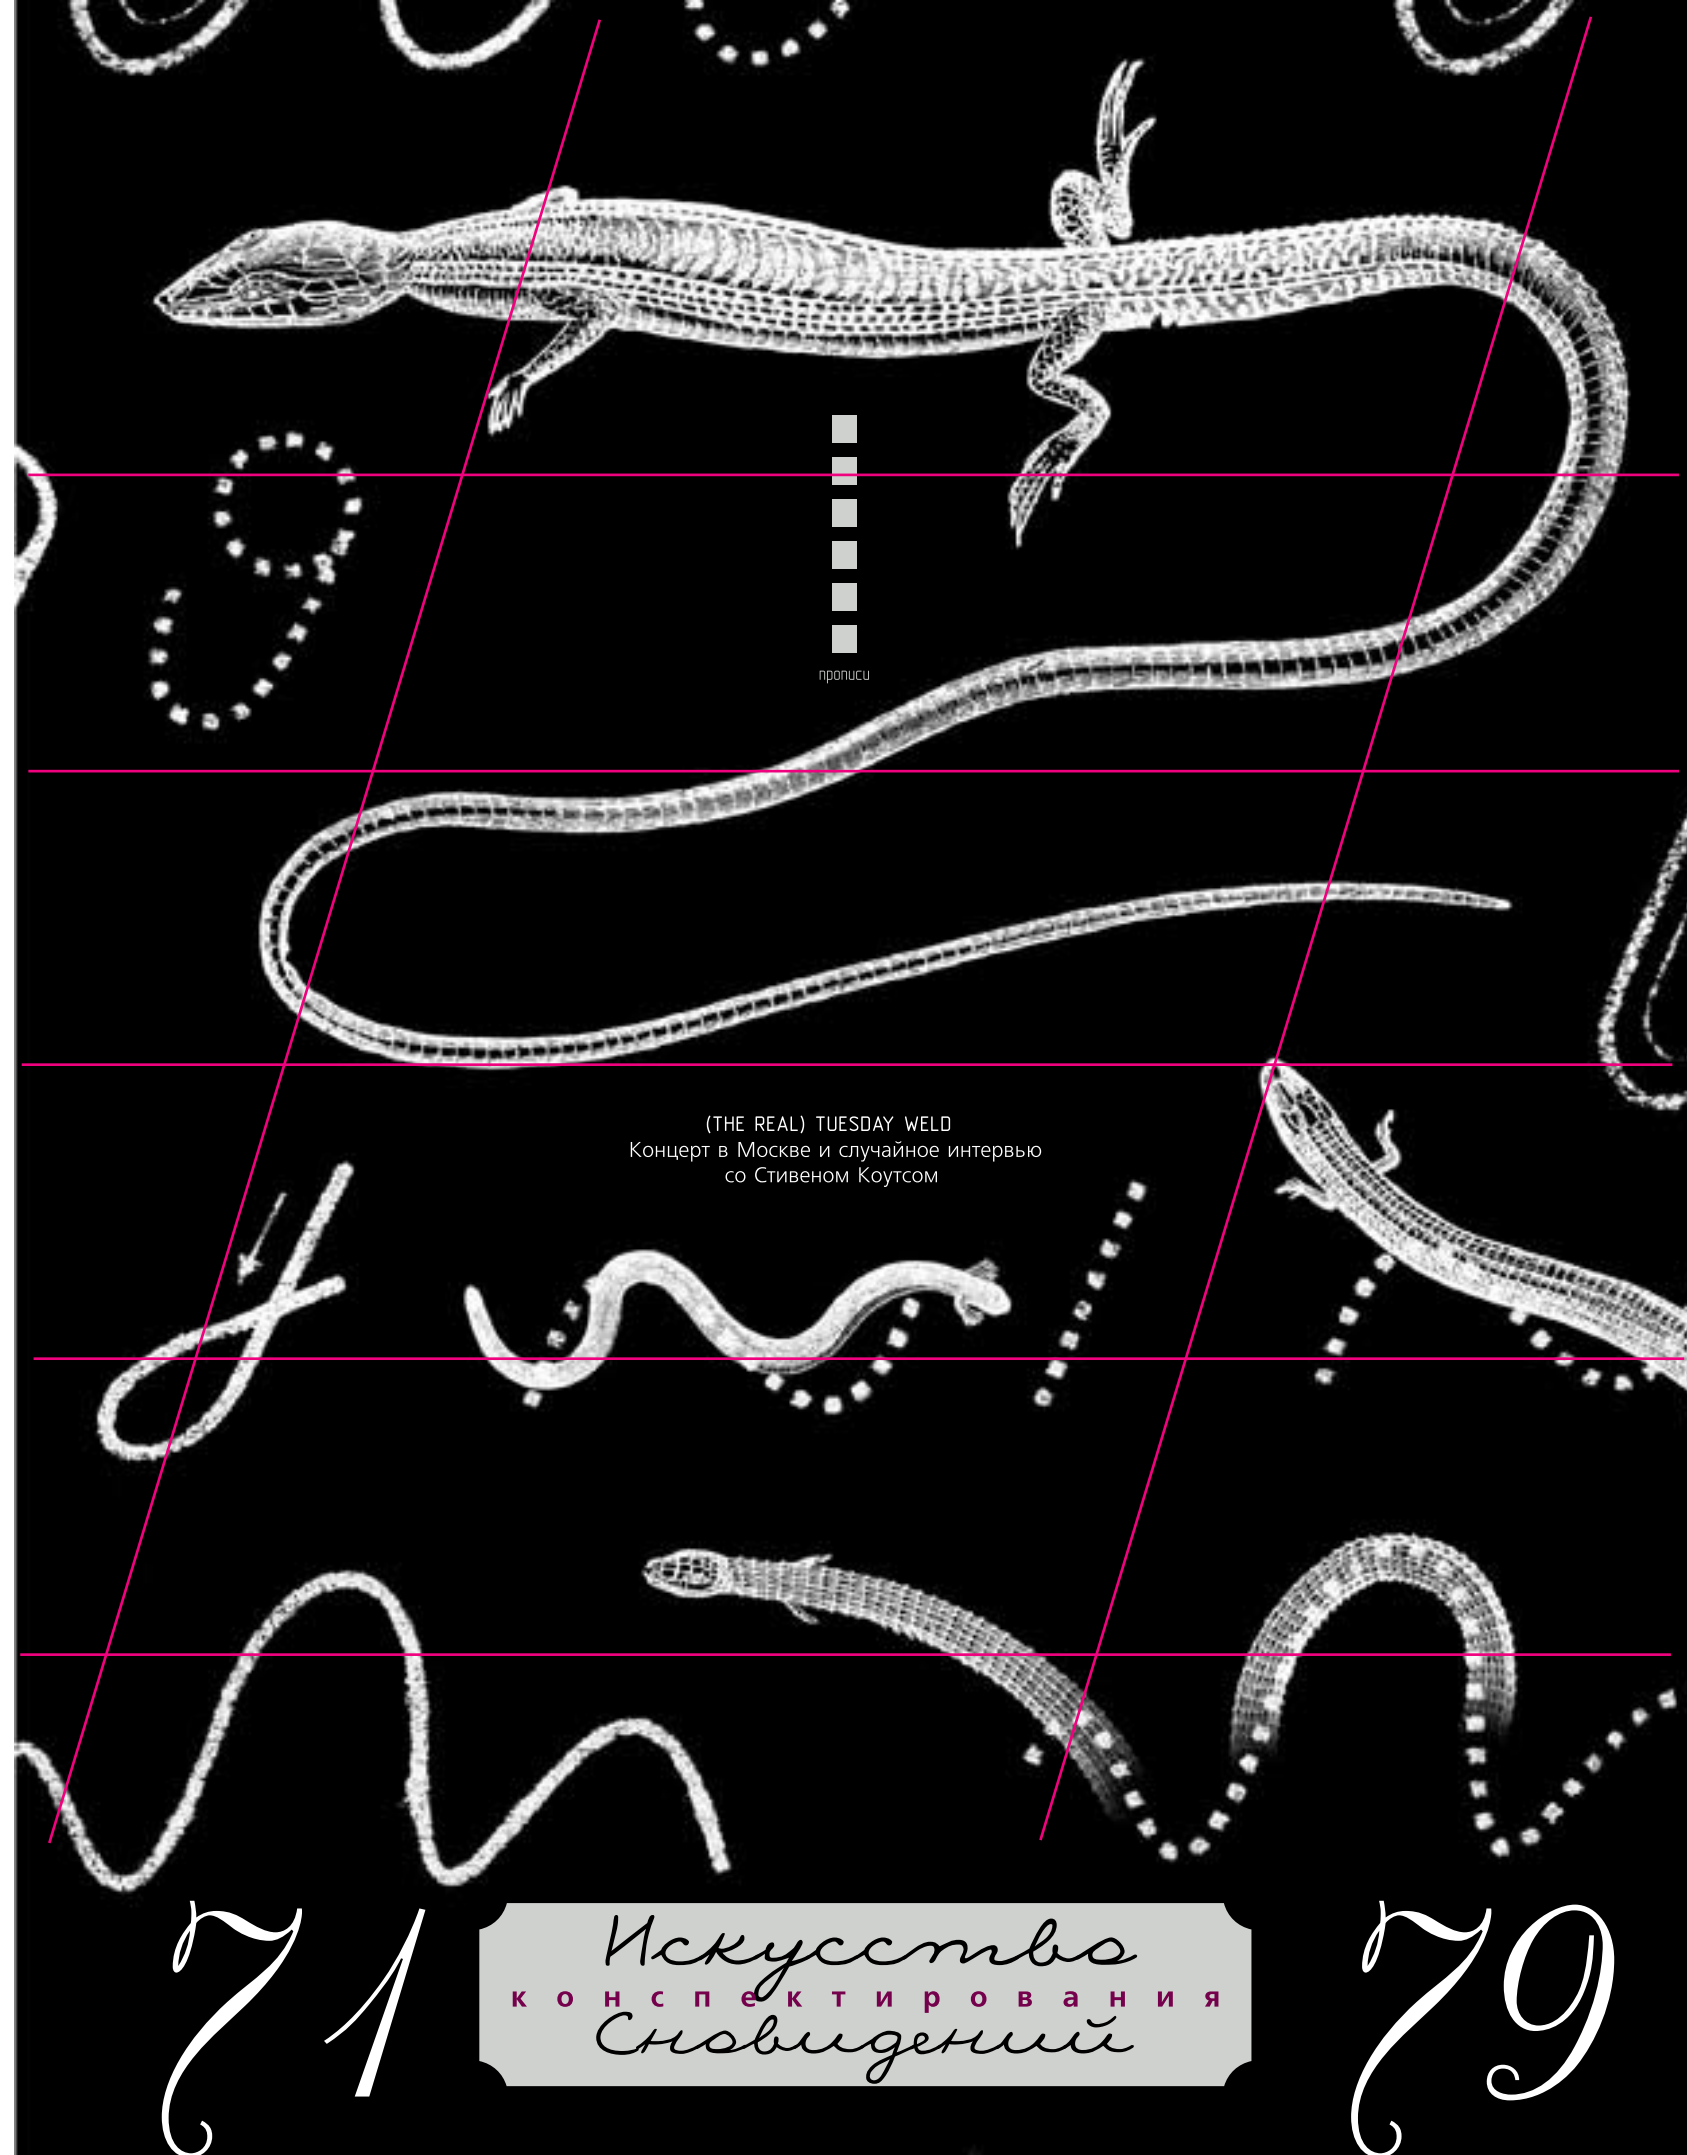 прописи
(THE REAL) TUESDAY WELD
Концерт в Москве и случайное интервью
со Стивеном Коутсом
71
Искусство
конспектирования
Сновидений
79